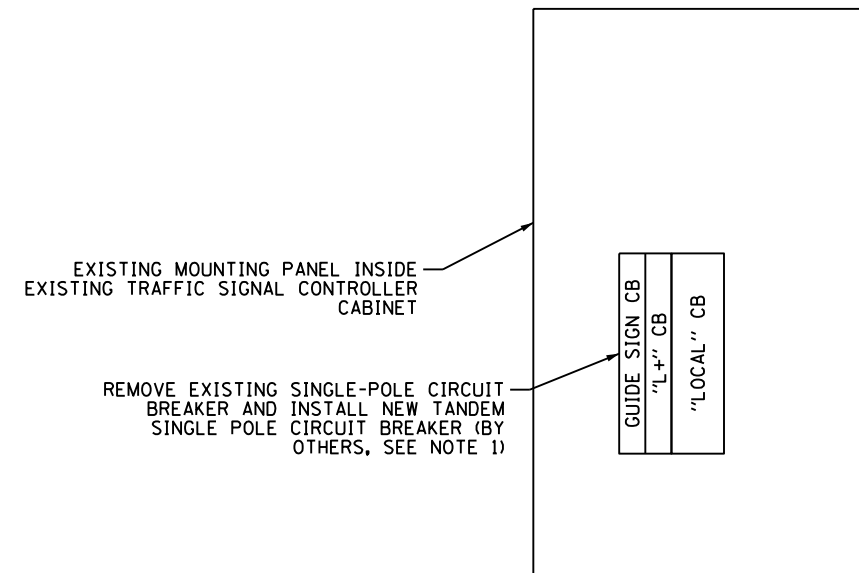 EXISTING MOUNTING PANEL INSIDE
EXISTING TRAFFIC SIGNAL CONTROLLER
CABINET
REMOVE EXISTING SINGLE-POLE CIRCUIT
BREAKER AND INSTALL NEW TANDEM
SINGLE POLE CIRCUIT BREAKER (BY
OTHERS, SEE NOTE 1)
GUIDE SIGN CB
"L+" CB
"LOCAL" CB